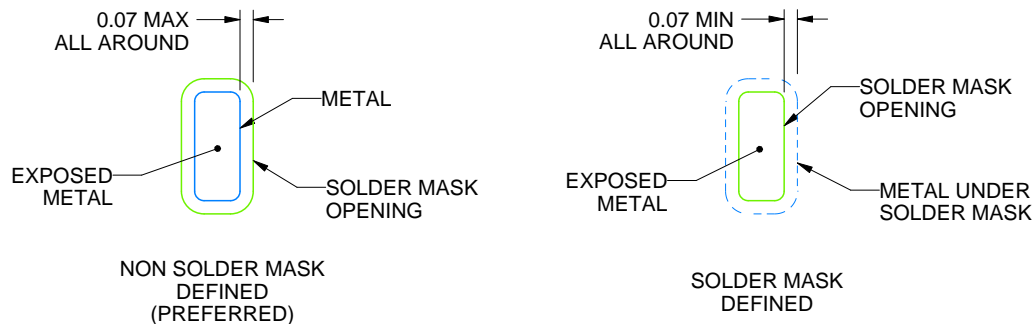 0.07 MAX
ALL AROUND
METAL
EXPOSED
METAL
SOLDER MASK
OPENING
NON SOLDER MASK
DEFINED
(PREFERRED)
0.07 MIN
ALL AROUND
SOLDER MASK
OPENING
EXPOSED
METAL
METAL UNDER
SOLDER MASK
SOLDER MASK
DEFINED